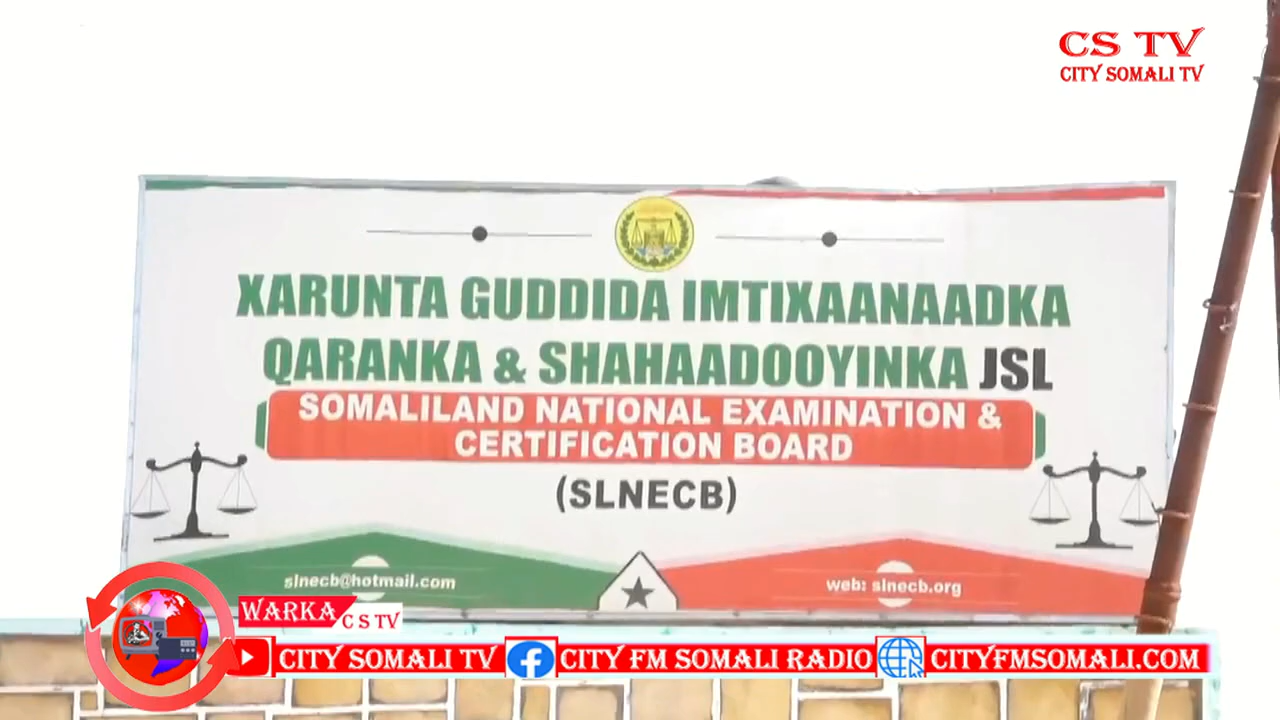 CS TV
CITY SOMALI TV
XARUNTA GUDDIDA IMTIXAANAADKA
QARANKA & SHAHAADOOYINKA JSL
SOMALILAND NATIONAL EXAMINATION &
CERTIFICATION BOARD
(SLNECB)
slnecb@hotmail.com
web: slnecb.org
WARKA
C S TV
CITY SOMALI TV
CITY FM SOMALI RADIO
CITYFMSOMALI.COM